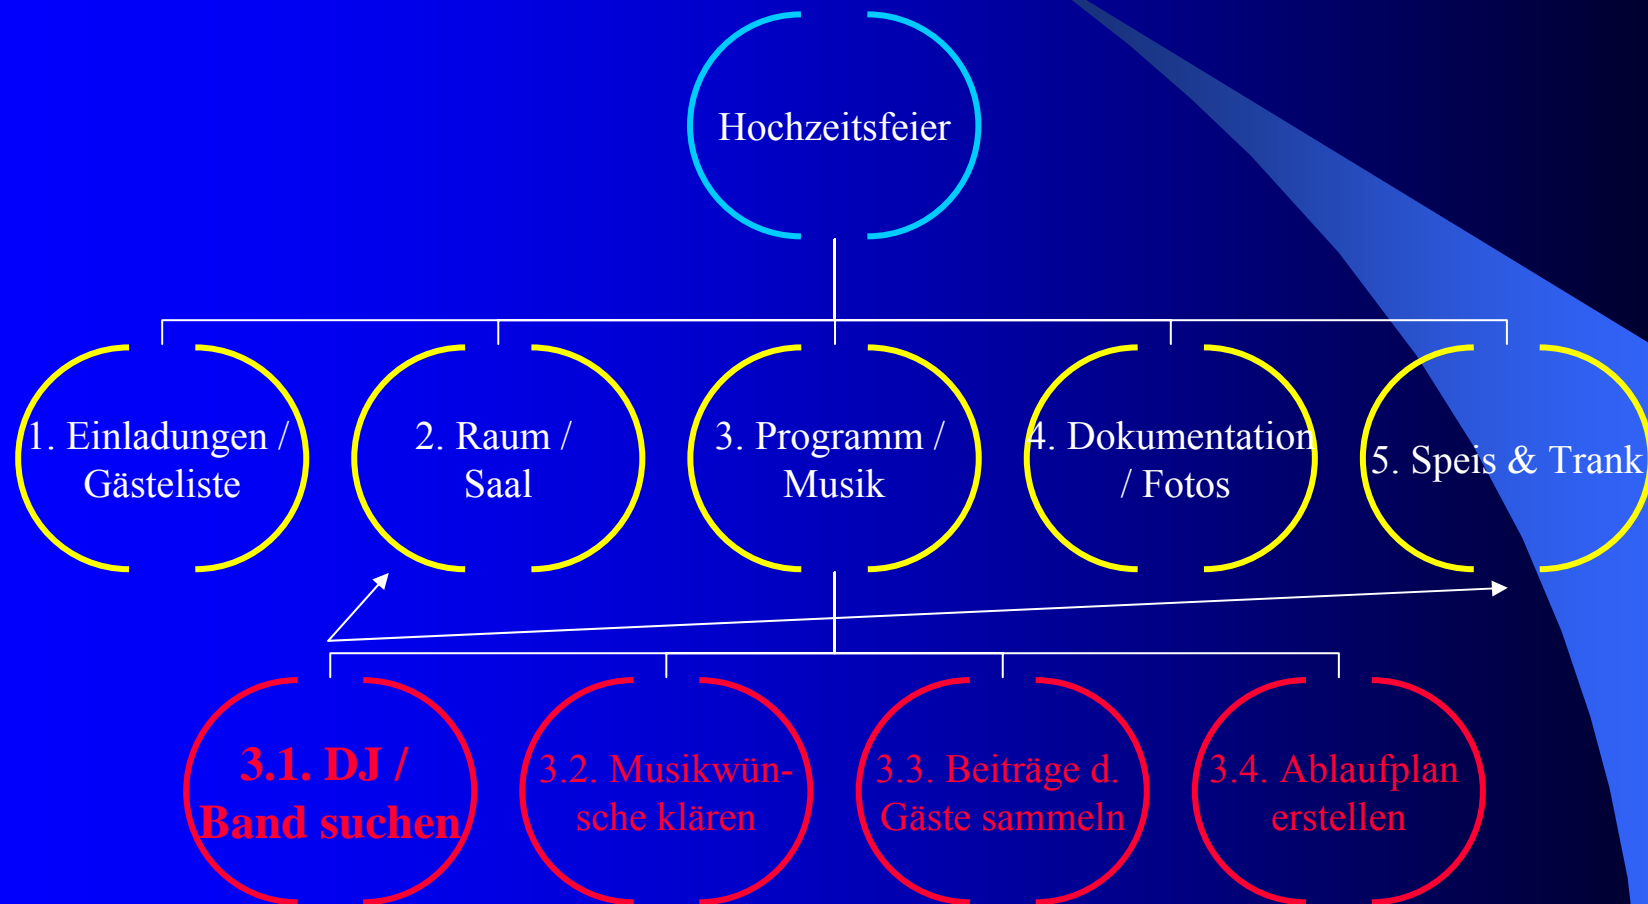 Hochzeitsfeier
1. Einladungen /
Gästeliste
2. Raum /
Saal
3. Programm /
Musik
4. Dokumentation
/ Fotos
5. Speis & Trank
3.1. DJ /
Band suchen
3.2. Musikwün-
sche klären
3.3. Beiträge d.
Gäste sammeln
3.4. Ablaufplan
erstellen